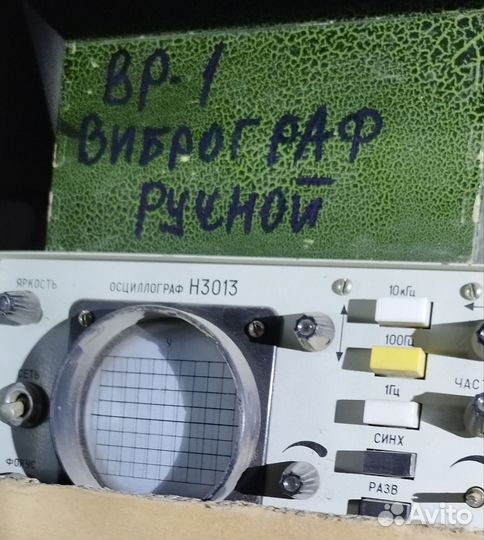 ВР-1
ВИБРОГРАФ
РУЧНОЙ
ЯРКОСТЬ
ОСЦИЛЛОГРАФ Н3013
10кГц
100Гц
СЕТЬ
1Гц
ЧАСТ
СИНХ
ФОКУС
РАЗВ
Avito